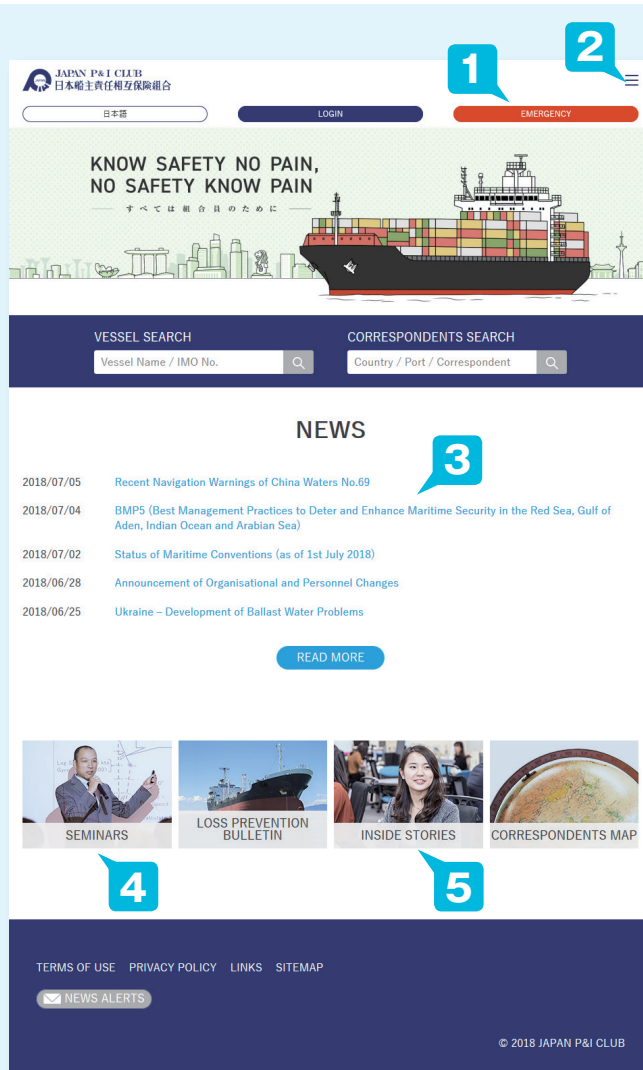 1
2
JAPAN P&I CLUB
日本船主責任相互保険組合
日本語
LOGIN
EMERGENCY
KNOW SAFETY NO PAIN,
NO SAFETY KNOW PAIN
すべては組合員のために
VESSEL SEARCH
CORRESPONDENTS SEARCH
Vessel Name / IMO No.
Country / Port / Correspondent
NEWS
3
2018/07/05 Recent Navigation Warnings of China Waters No.69
2018/07/04 BMP5 (Best Management Practices to Deter and Enhance Maritime Security in the Red Sea, Gulf of
Aden, Indian Ocean and Arabian Sea)
2018/07/02 Status of Maritime Conventions (as of 1st July 2018)
2018/06/28 Announcement of Organisational and Personnel Changes
2018/06/25 Ukraine – Development of Ballast Water Problems
READ MORE
SEMINARS
LOSS PREVENTION
BULLETIN
INSIDE STORIES
CORRESPONDENTS MAP
4
5
TERMS OF USE PRIVACY POLICY LINKS SITEMAP
NEWS ALERTS
© 2018 JAPAN P&I CLUB